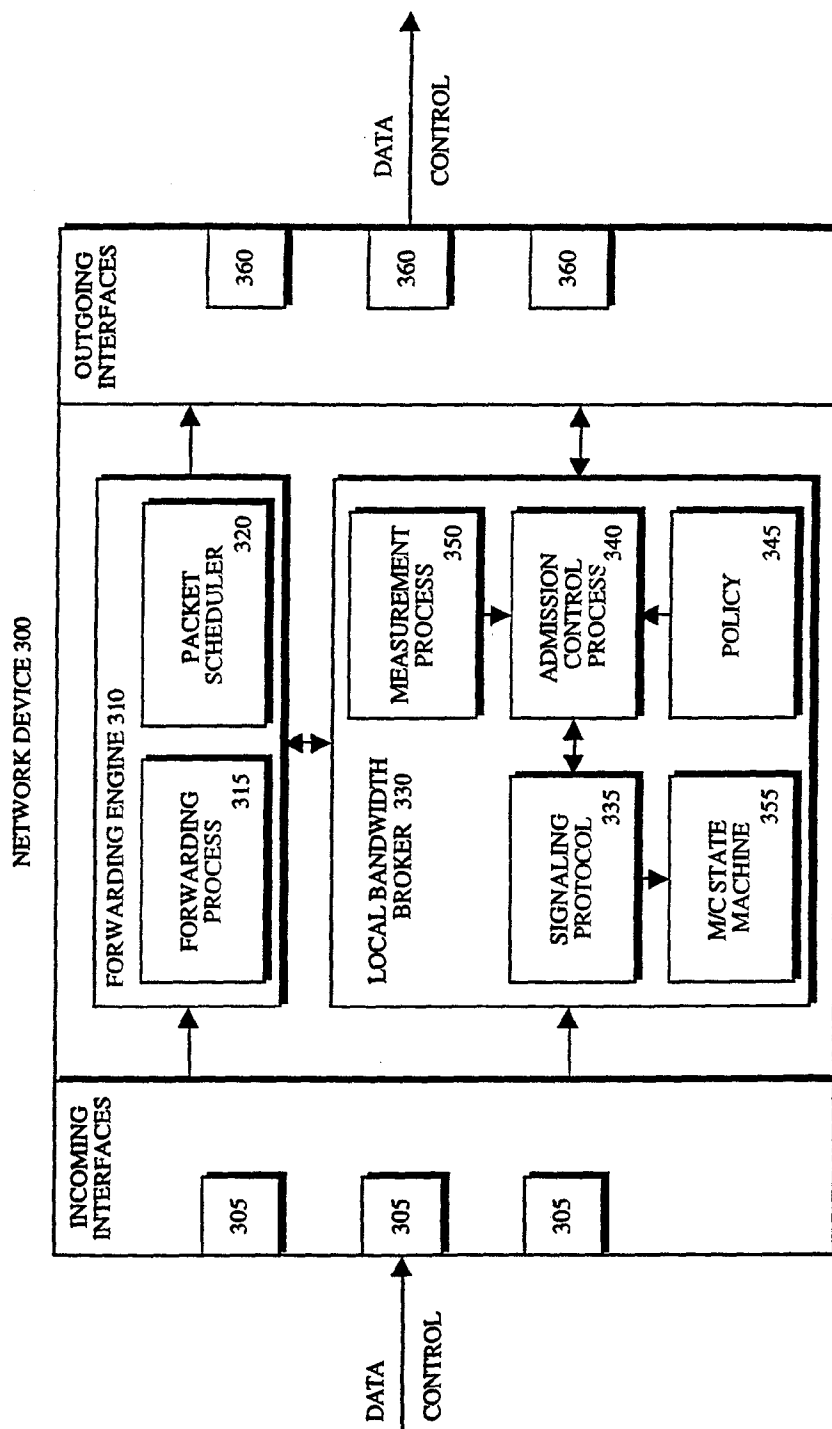 NETWORK DEVICE 300
INCOMING
INTERFACES
305
305
305
DATA
CONTROL
FORWARDING ENGINE 310
FORWARDING
PROCESS
315
PACKET
SCHEDULER
320
LOCAL BANDWIDTH
BROKER 330
MEASUREMENT
PROCESS
350
SIGNALING
PROTOCOL
335
ADMISSION
CONTROL
PROCESS
340
M/C STATE
MACHINE
355
POLICY
345
OUTGOING
INTERFACES
360
360
360
DATA
CONTROL